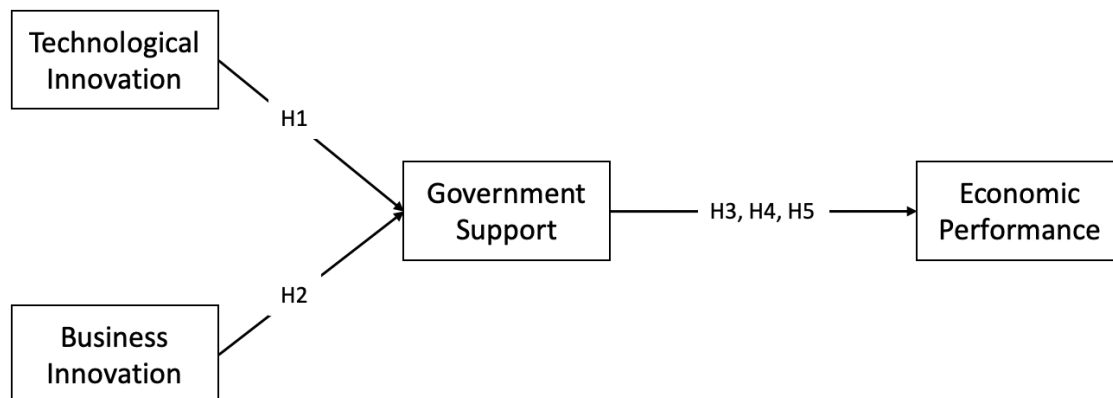 Technological
Innovation
H1
Government
Support
H3, H4, H5
Economic
Performance
H2
Business
Innovation